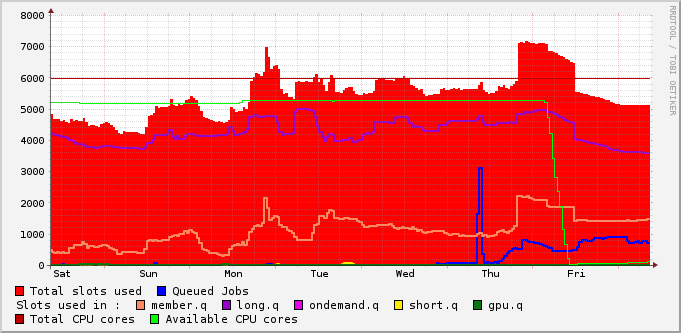 8000
7000
6000
5000
4000
3000
2000
1000
0
Sat Sun Mon Tue Wed Thu Fri
Total slots used Queued Jobs
Slots used in : member.q long.q ondemand.q short.q gpu.q
Total CPU cores Available CPU cores
RRDTOOL / TOBI OETIKER